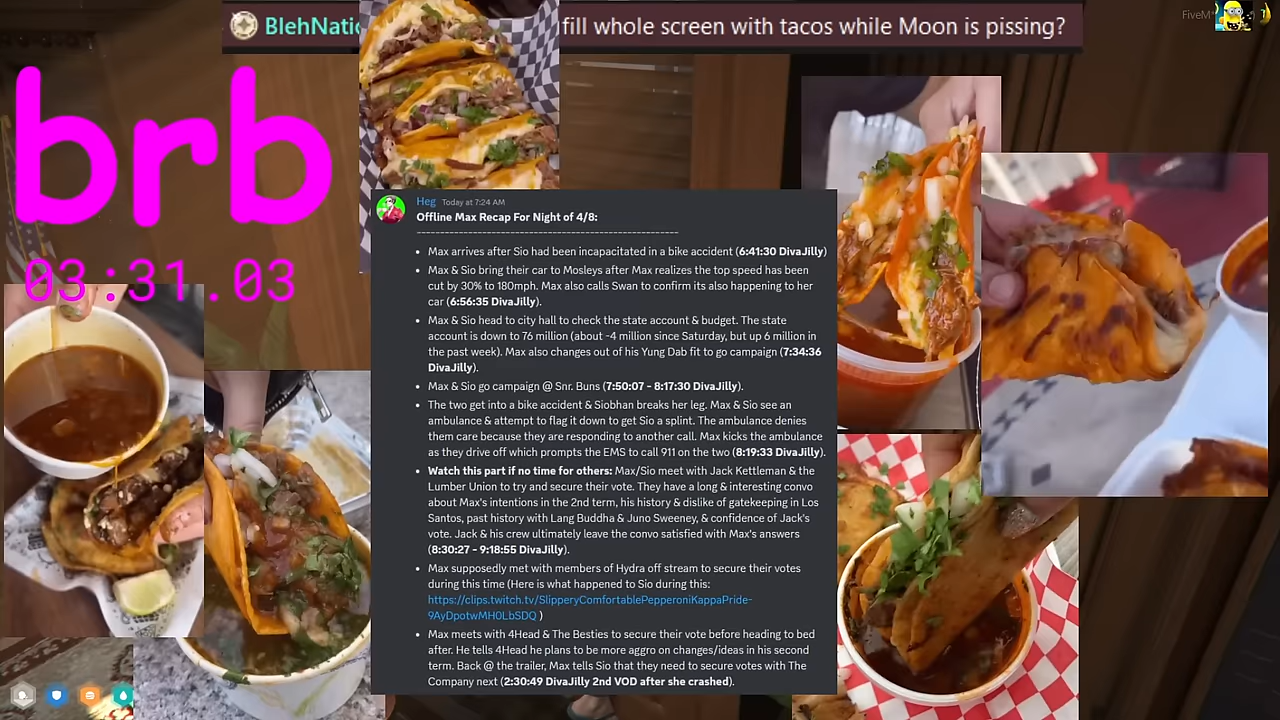 BlehNatio
fill whole screen with tacos while Moon is pissing?
FiveM
brb
03:31.03
Heg Today at 7:24 AM
Offline Max Recap For Night of 4/8:
--------------------------------------------------------
• Max arrives after Sio had been incapacitated in a bike accident (6:41:30 DivaJilly)
• Max & Sio bring their car to Mosleys after Max realizes the top speed has been
cut by 30% to 180mph. Max also calls Swan to confirm its also happening to her
car (6:56:35 DivaJilly).
• Max & Sio head to city hall to check the state account & budget. The state
account is down to 76 million (about ~4 million since Saturday, but up 6 million in
the past week). Max also changes out of his Yung Dab fit to go campaign (7:34:36
DivaJilly).
• Max & Sio go campaign @ Snr. Buns (7:50:07 - 8:17:30 DivaJilly).
• The two get into a bike accident & Siobhan breaks her leg. Max & Sio see an
ambulance & attempt to flag it down to get Sio a splint. The ambulance denies
them care because they are responding to another call. Max kicks the ambulance
as they drive off which prompts the EMS to call 911 on the two (8:19:33 DivaJilly).
• Watch this part if no time for others: Max/Sio meet with Jack Kettleman & the
Lumber Union to try and secure their vote. They have a long & interesting convo
about Max's intentions in the 2nd term, his history & dislike of gatekeeping in Los
Santos, past history with Lang Buddha & Juno Sweeney, & confidence of Jack's
vote. Jack & his crew ultimately leave the convo satisfied with Max's answers
(8:30:27 - 9:18:55 DivaJilly).
• Max supposedly met with members of Hydra off stream to secure their votes
during this time (Here is what happened to Sio during this:
https://clips.twitch.tv/SlipperyComfortablePepperoniKappaPride-
9AyDpotwMH0LbSDQ )
• Max meets with 4Head & The Besties to secure their vote before heading to bed
after. He tells 4Head he plans to be more aggro on changes/ideas in his second
term. Back @ the trailer, Max tells Sio that they need to secure votes with The
Company next (2:30:49 DivaJilly 2nd VOD after she crashed).